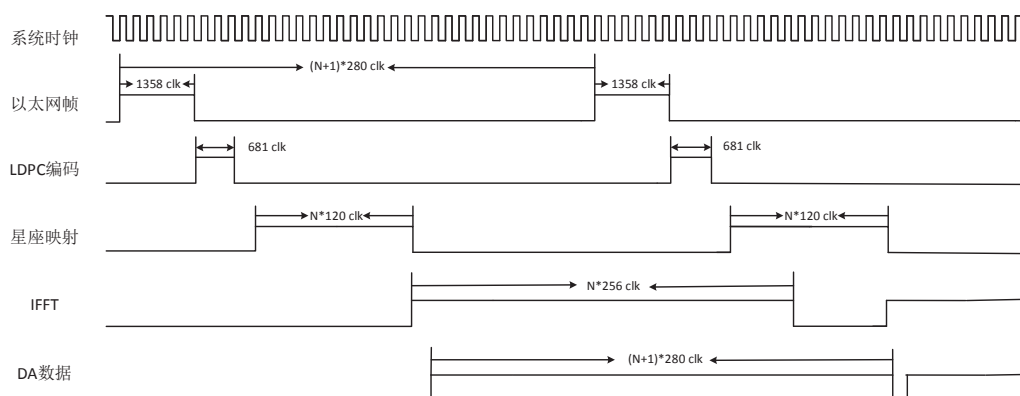 系统时钟
(N+1)*280 clk
1358 clk
1358 clk
以太网帧
681 clk
681 clk
LDPC编码
N*120 clk
N*120 clk
星座映射
N*256 clk
IFFT
(N+1)*280 clk
DA数据